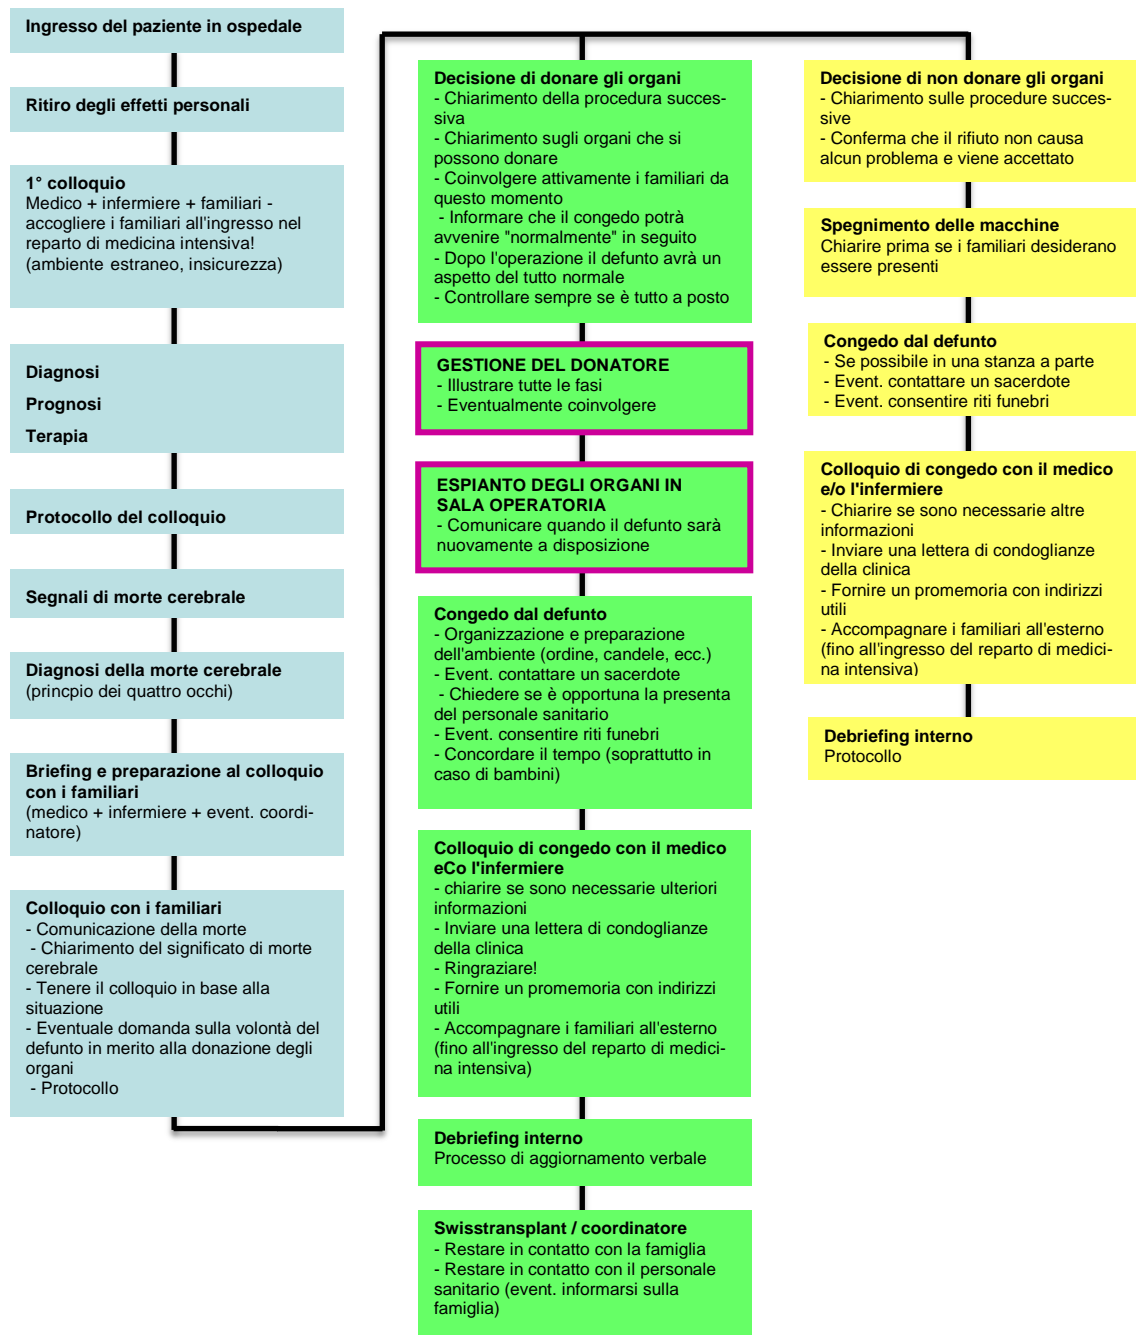 Ingresso del paziente in ospedale
Ritiro degli effetti personali
1° colloquio
Medico + infermiere + familiari -
accogliere i familiari all'ingresso nel
reparto di medicina intensiva!
(ambiente estraneo, insicurezza)
Diagnosi
Prognosi
Terapia
Protocollo del colloquio
Segnali di morte cerebrale
Diagnosi della morte cerebrale
(princpio dei quattro occhi)
Briefing e preparazione al colloquio
con i familiari
(medico + infermiere + event. coordi-
natore)
Colloquio con i familiari
- Comunicazione della morte
- Chiarimento del significato di morte
cerebrale
- Tenere il colloquio in base alla
situazione
- Eventuale domanda sulla volontà del
defunto in merito alla donazione degli
organi
- Protocollo
Decisione di donare gli organi
- Chiarimento della procedura succes-
siva
- Chiarimento sugli organi che si
possono donare
- Coinvolgere attivamente i familiari da
questo momento
- Informare che il congedo potrà
avvenire "normalmente" in seguito
- Dopo l'operazione il defunto avrà un
aspetto del tutto normale
- Controllare sempre se è tutto a posto
GESTIONE DEL DONATORE
- Illustrare tutte le fasi
- Eventualmente coinvolgere
ESPIANTO DEGLI ORGANI IN
SALA OPERATORIA
- Comunicare quando il defunto sarà
nuovamente a disposizione
Congedo dal defunto
- Organizzazione e preparazione
dell'ambiente (ordine, candele, ecc.)
- Event. contattare un sacerdote
- Chiedere se è opportuna la presenta
del personale sanitario
- Event. consentire riti funebri
- Concordare il tempo (soprattutto in
caso di bambini)
Colloquio di congedo con il medico
eCo l'infermiere
- chiarire se sono necessarie ulteriori
informazioni
- Inviare una lettera di condoglianze
della clinica
- Ringraziare!
- Fornire un promemoria con indirizzi
utili
- Accompagnare i familiari all'esterno
(fino all'ingresso del reparto di medici-
na intensiva)
Debriefing interno
Processo di aggiornamento verbale
Swisstransplant / coordinatore
- Restare in contatto con la famiglia
- Restare in contatto con il personale
sanitario (event. informarsi sulla
famiglia)
Decisione di non donare gli organi
- Chiarimento sulle procedure succes-
sive
- Conferma che il rifiuto non causa
alcun problema e viene accettato
Spegnimento delle macchine
Chiarire prima se i familiari desiderano
essere presenti
Congedo dal defunto
- Se possibile in una stanza a parte
- Event. contattare un sacerdote
- Event. consentire riti funebri
Colloquio di congedo con il medico
e/o l'infermiere
- Chiarire se sono necessarie altre
informazioni
- Inviare una lettera di condoglianze
della clinica
- Fornire un promemoria con indirizzi
utili
- Accompagnare i familiari all'esterno
(fino all'ingresso del reparto di medici-
na intensiva)
Debriefing interno
Protocollo